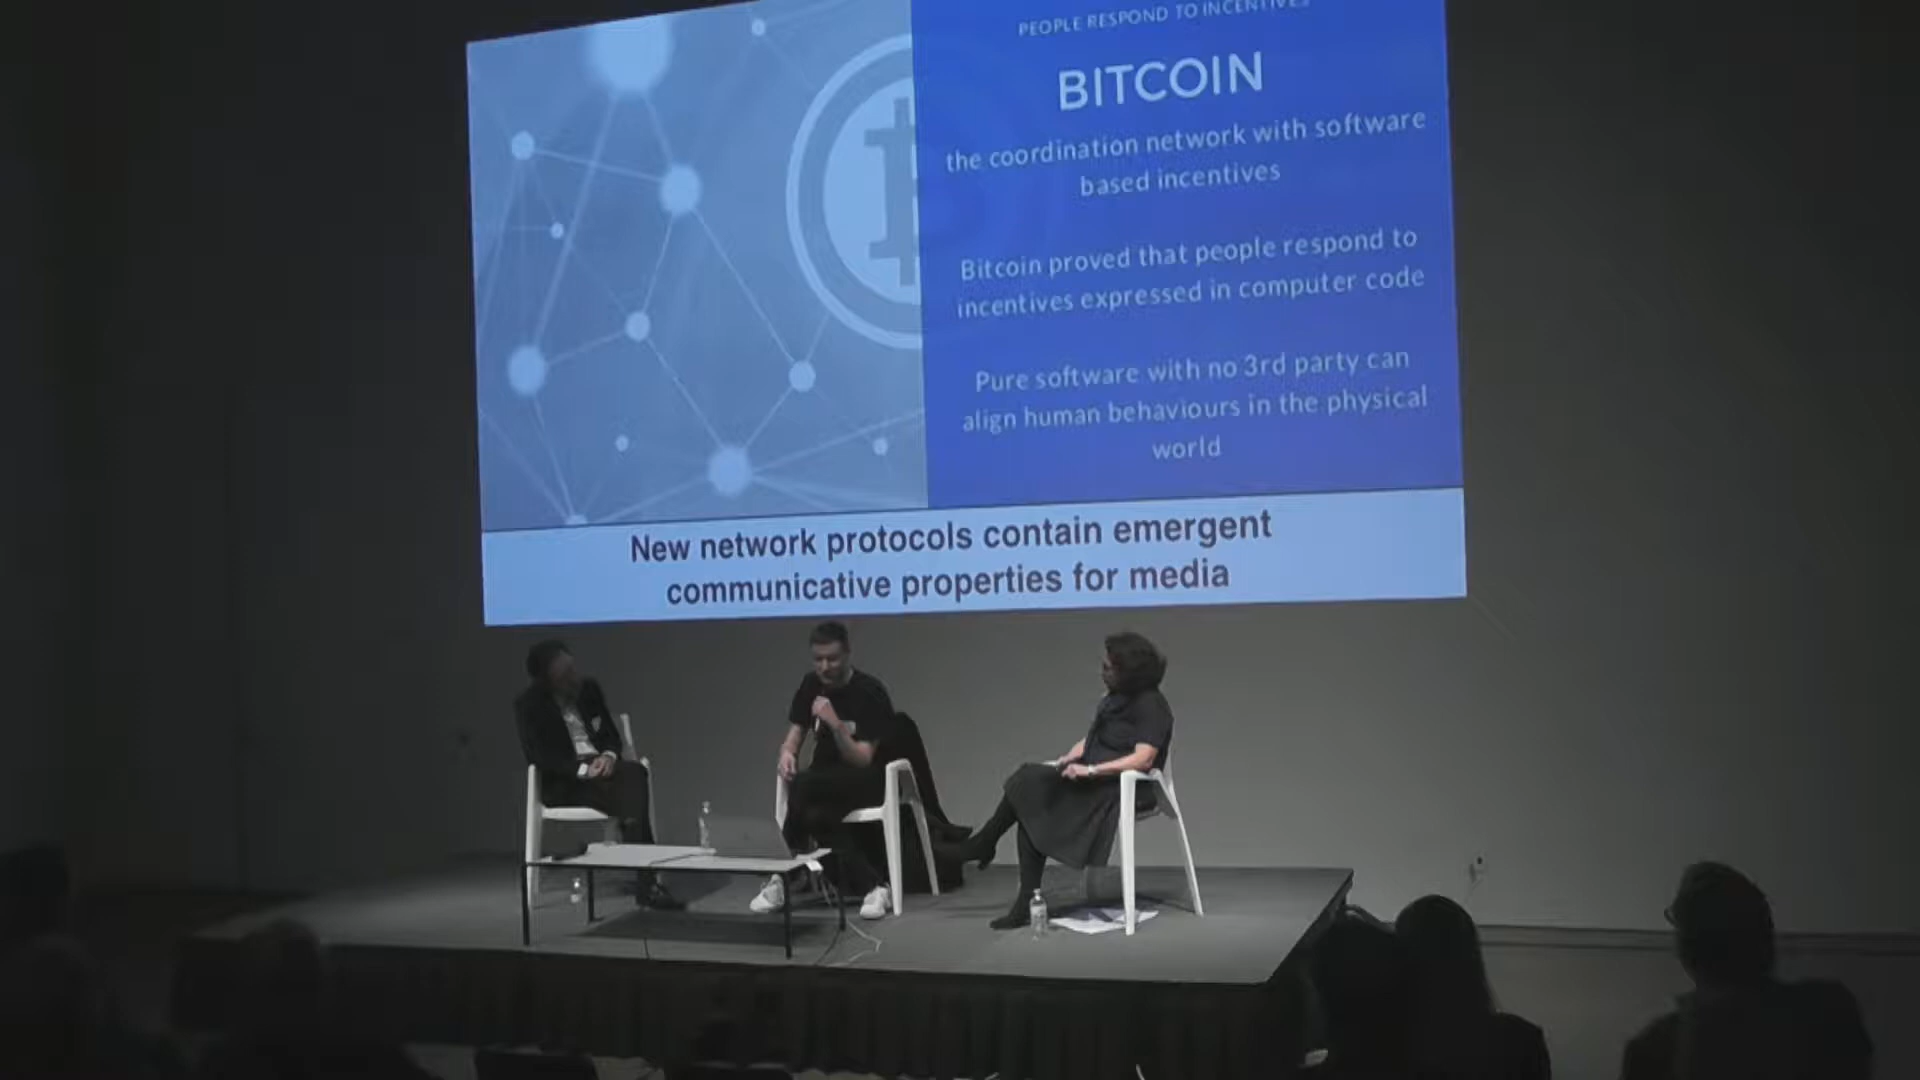 PEOPLE RESPOND TO INCENTIVES
BITCOIN
the coordination network with software
based incentives
Bitcoin proved that people respond to
incentives expressed in computer code
Pure software with no 3rd party can
align human behaviours in the physical
world
New network protocols contain emergent
communicative properties for media